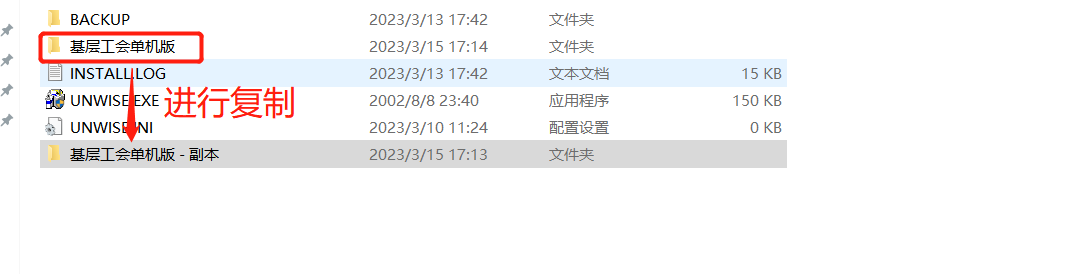 BACKUP 2023/3/13 17:42 文件夹
基层工会单机版 2023/3/15 17:14 文件夹
INSTALL.LOG 2023/3/13 17:42 文本文档 15 KB
UNWISE.EXE 2002/8/8 23:40 应用程序 150 KB
进行复制
UNWISE.INI 2023/3/10 11:24 配置设置 0 KB
基层工会单机版 - 副本 2023/3/15 17:13 文件夹